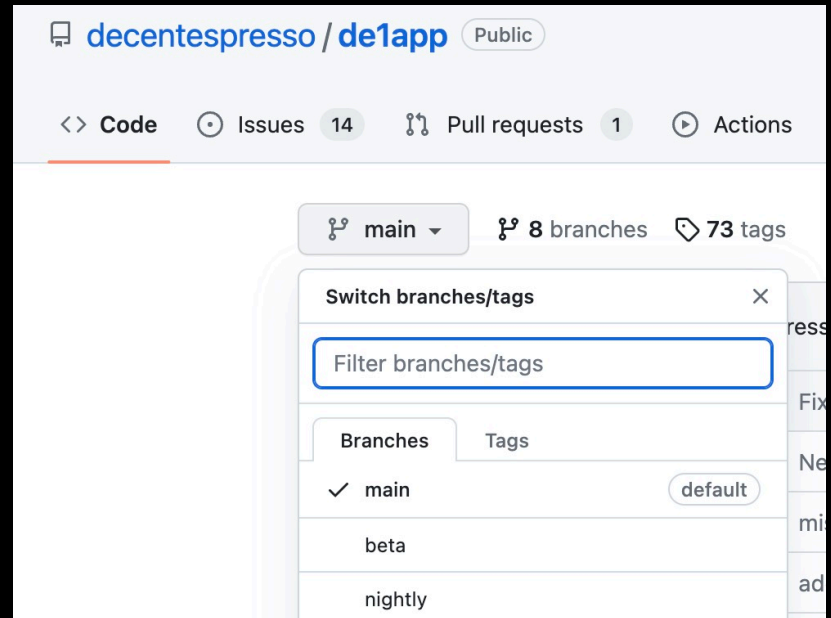 decentespresso / de1app Public
Code Issues 14 Pull requests 1 Actions
main 8 branches 73 tags
Switch branches/tags
Filter branches/tags
Branches Tags
main default
beta
nightly